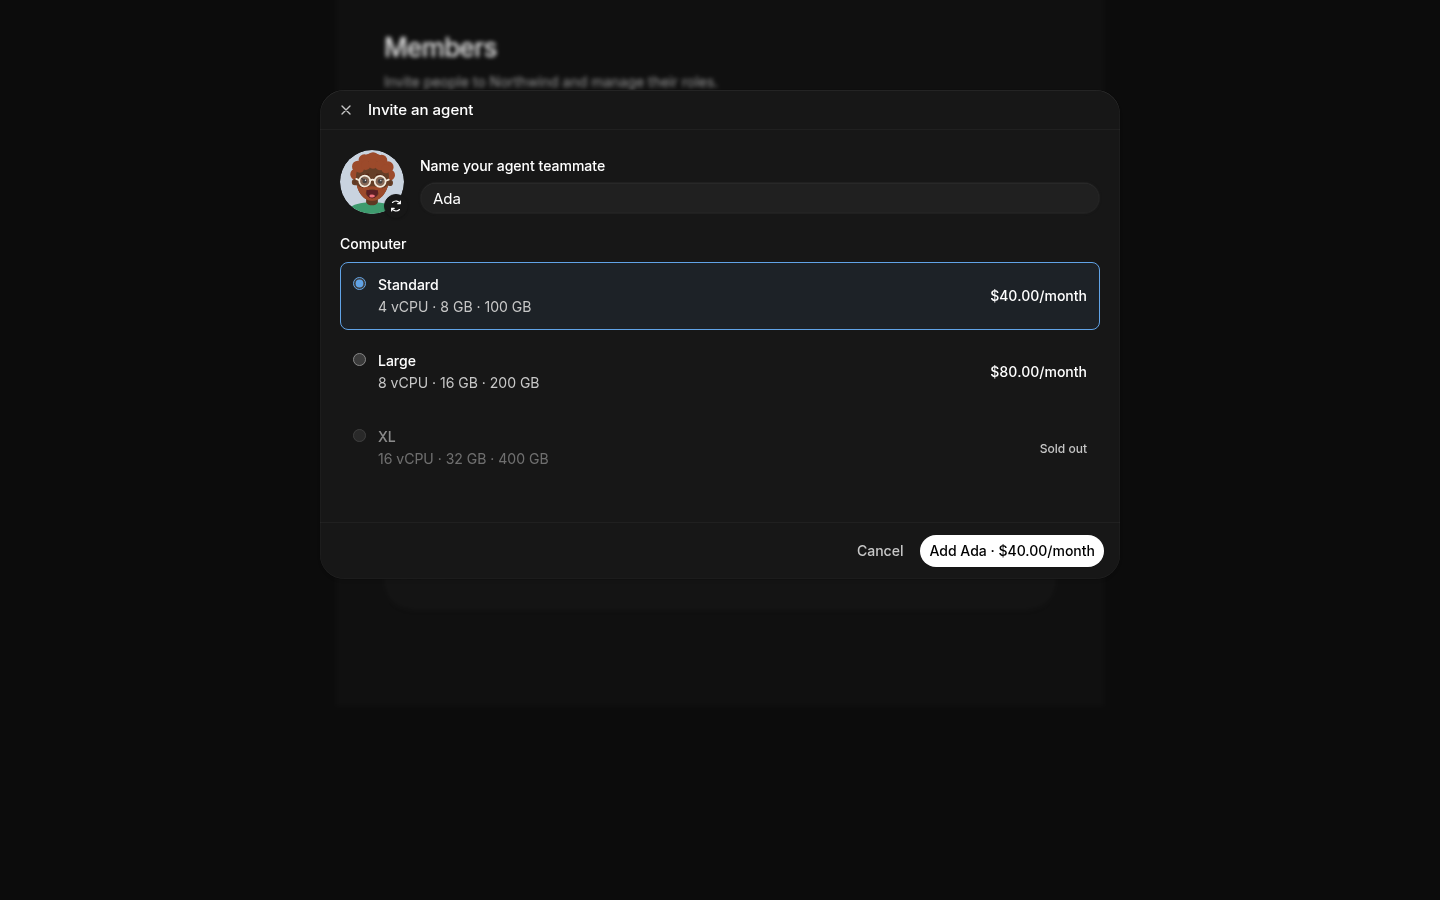 Members
Invite people to Northwind and manage their roles.
Invite an agent
Name your agent teammate
Ada
Computer
Standard
4 vCPU · 8 GB · 100 GB
$40.00/month
Large
8 vCPU · 16 GB · 200 GB
$80.00/month
XL
16 vCPU · 32 GB · 400 GB
Sold out
Cancel
Add Ada · $40.00/month